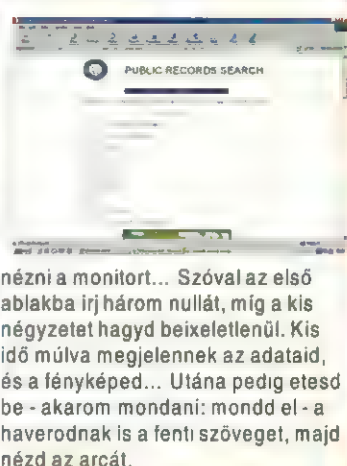 PUBLIC RECORDS SEARCH
nézni a monitort... Szóval az első
ablakba írj három nullát, míg a kis
négyzetet hagyd beixeletlenül. Kis
idő múlva megjelennek az adataid,
és a fényképed... Utána pedig etesd
be - akarom mondani: mondd el - a
haverodnak is a fenti szöveget, majd
nézd az arcát.